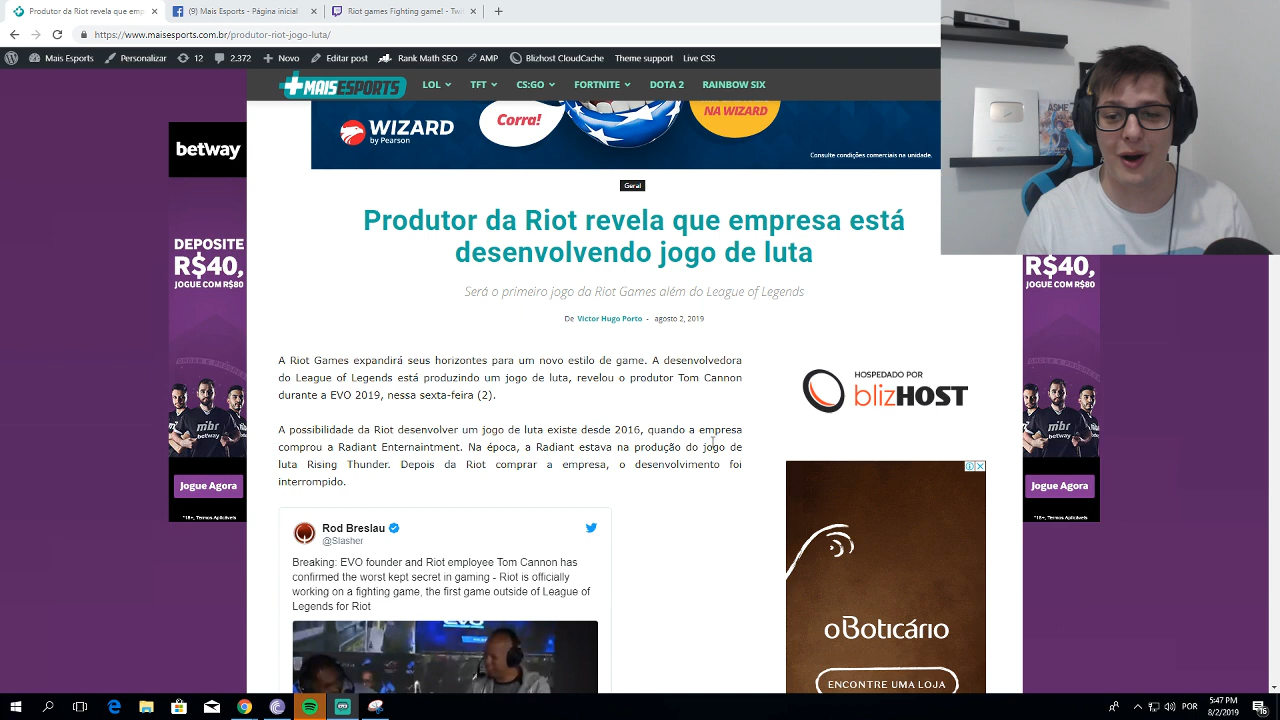 Produtor da Riot revela que emp
(9) Mais Esports - Página inicial
Riot games Fighting game! - Twi
https://www.maisesports.com.br/produtor-riot-jogo-luta/
Mais Esports Personalizar 12 2.372 Novo Editar post Rank Math SEO AMP Blizhost CloudCache Theme support Live CSS
+MAISESPORTS
LOL TFT CS:GO FORTNITE DOTA 2 RAINBOW SIX
WIZARD
by Pearson
Corra!
NA WIZARD
Consulte condições comerciais na unidade.
Geral
Produtor da Riot revela que empresa está
desenvolvendo jogo de luta
Será o primeiro jogo da Riot Games além do League of Legends
De Victor Hugo Porto - agosto 2, 2019
A Riot Games expandirá seus horizontes para um novo estilo de game. A desenvolvedora
do League of Legends está produzindo um jogo de luta, revelou o produtor Tom Cannon
durante a EVO 2019, nessa sexta-feira (2).
A possibilidade da Riot desenvolver um jogo de luta existe desde 2016, quando a empresa
comprou a Radiant Enternaintment. Na época, a Radiant estava na produção do jogo de
luta Rising Thunder. Depois da Riot comprar a empresa, o desenvolvimento foi
interrompido.
Rod Breslau
@Slasher
Breaking: EVO founder and Riot employee Tom Cannon has
confirmed the worst kept secret in gaming - Riot is officially
working on a fighting game, the first game outside of League of
Legends for Riot
EVO
HOSPEDADO POR
blizHOST
oBoticário
ENCONTRE UMA LOJA
betway
DEPOSITE
R$40,
JOGUE COM R$80
mibr
betway
Jogue Agora
*18+, Termos Aplicáveis
R$40,
JOGUE COM R$80
mibr
betway
Jogue Agora
*18+, Termos Aplicáveis
ASHE
POR
5:47 PM
8/2/2019
16